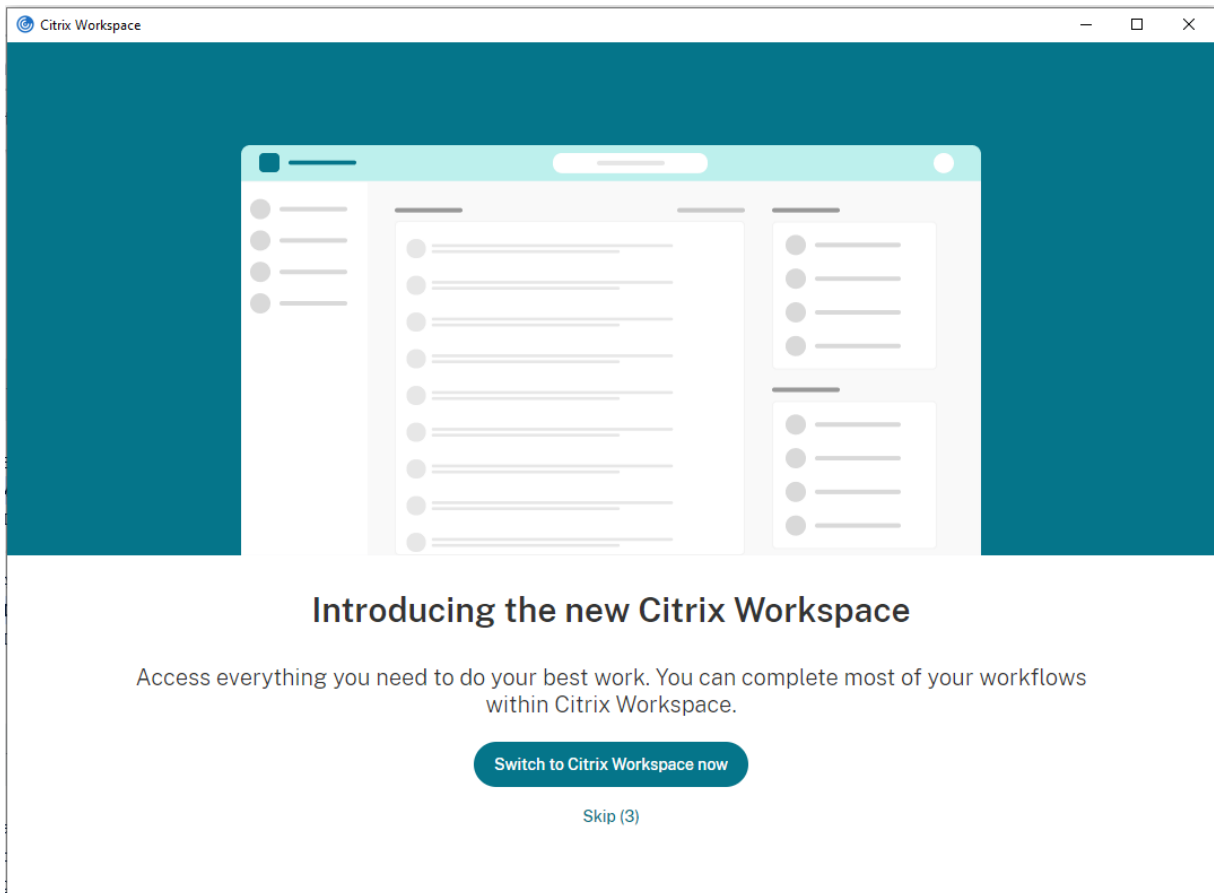 Citrix Workspace
Introducing the new Citrix Workspace
Access everything you need to do your best work. You can complete most of your workflows
within Citrix Workspace.
Switch to Citrix Workspace now
Skip (3)